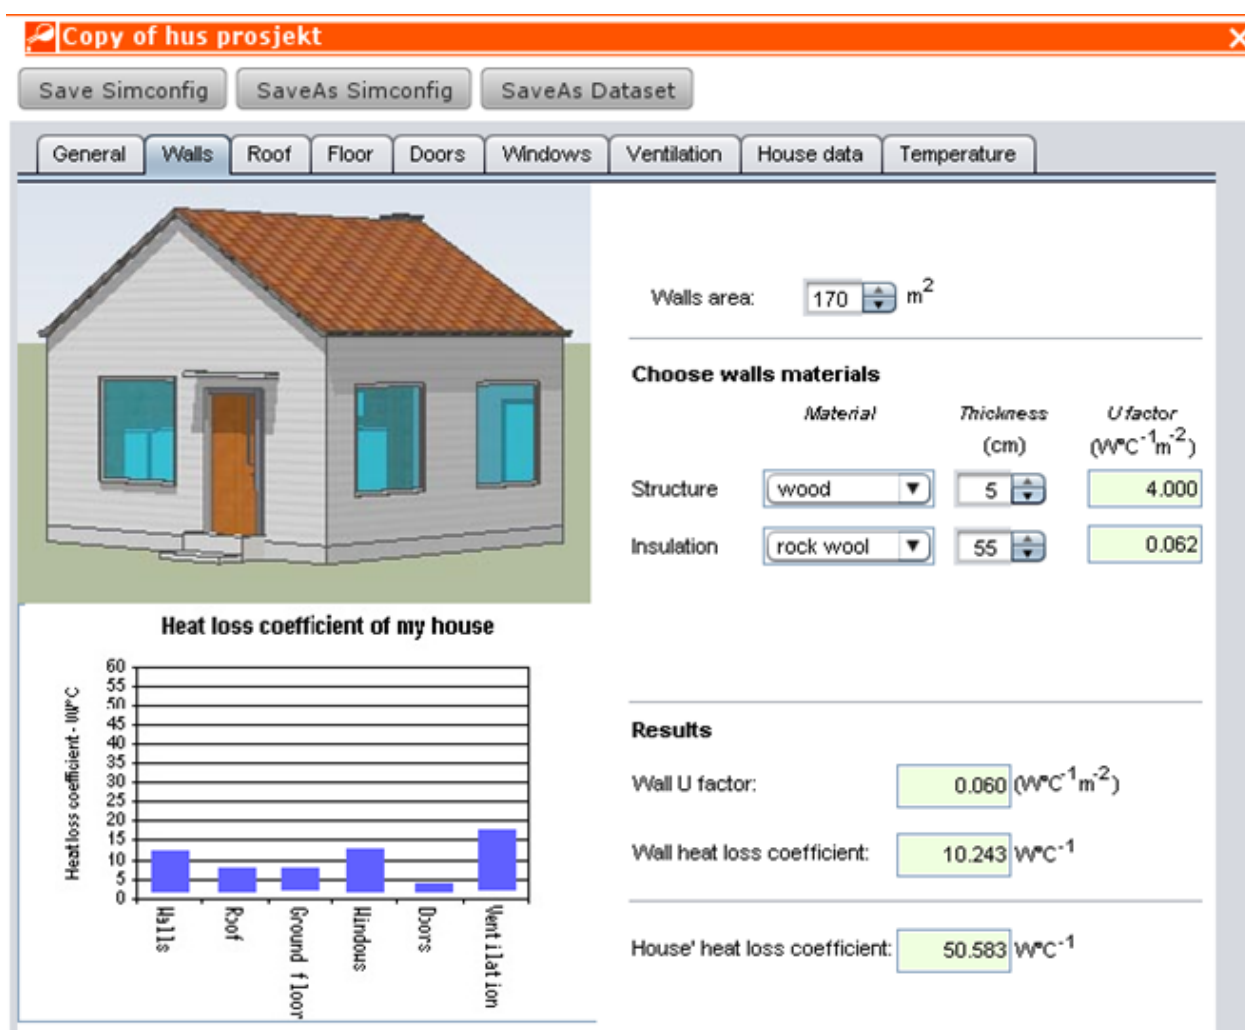 Copy of hus prosjekt
Save Simconfig SaveAs Simconfig SaveAs Dataset
General Walls Roof Floor Doors Windows Ventilation House data Temperature
Walls area: 170 m²
Choose walls materials
Material Thickness U factor
(cm) (W°C⁻¹m⁻²)
Structure wood 5 4.000
Insulation rock wool 55 0.062
Heat loss coefficient of my house
Heat loss coefficient - W/°C
60
55
50
45
40
35
30
25
20
15
10
5
0
Walls Roof Ground floor Windows Doors Ventilation
Results
Wall U factor: 0.060 (W°C⁻¹m⁻²)
Wall heat loss coefficient: 10.243 W°C⁻¹
House' heat loss coefficient: 50.583 W°C⁻¹